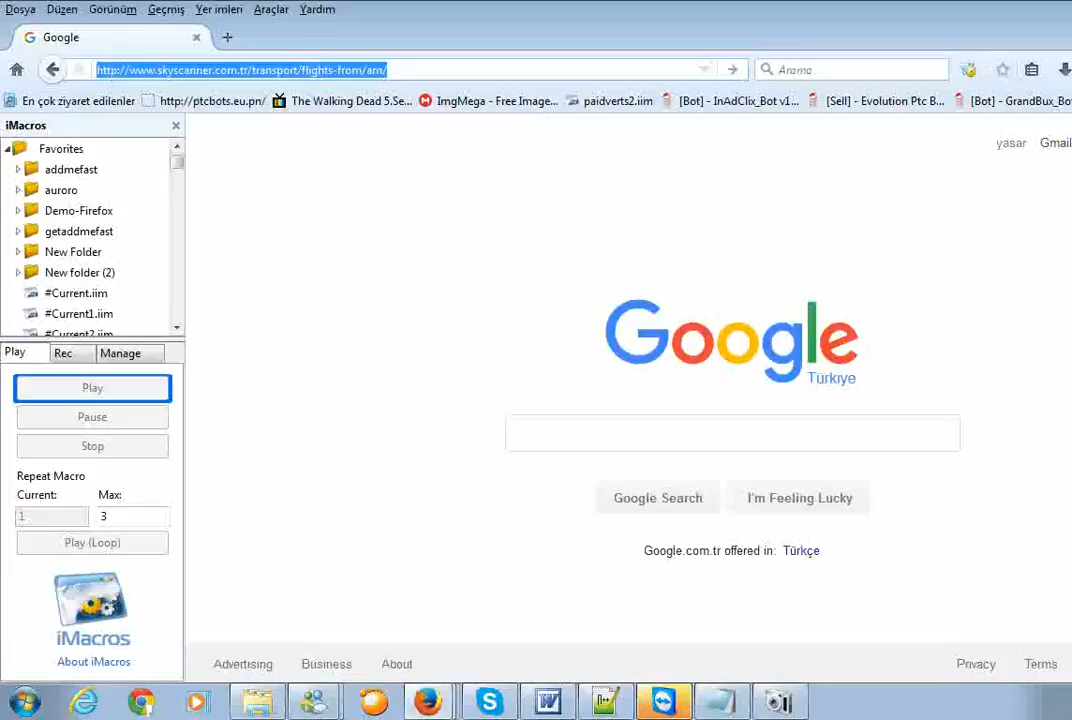 Dosya Düzen Görünüm Geçmiş Yer imleri Araçlar Yardım
Google
http://www.skyscanner.com.tr/transport/flights-from/arn/
Arama
En çok ziyaret edilenler http://ptcbots.eu.pn/ The Walking Dead 5.Se... ImgMega - Free Image... paidverts2.iim [Bot] - InAdClix_Bot v1... [Sell] - Evolution Ptc B... [Bot] - GrandBux_Bot
iMacros
yasar Gmail
Favorites
addmefast
auroro
Demo-Firefox
getaddmefast
New Folder
New folder (2)
#Current.iim
#Current1.iim
#Current2.iim
Google
Türkiye
Play Rec Manage
Play
Pause
Stop
Repeat Macro
Current: Max:
1 3
Play (Loop)
Google Search I'm Feeling Lucky
Google.com.tr offered in: Türkçe
iMacros
About iMacros
Advertising Business About Privacy Terms